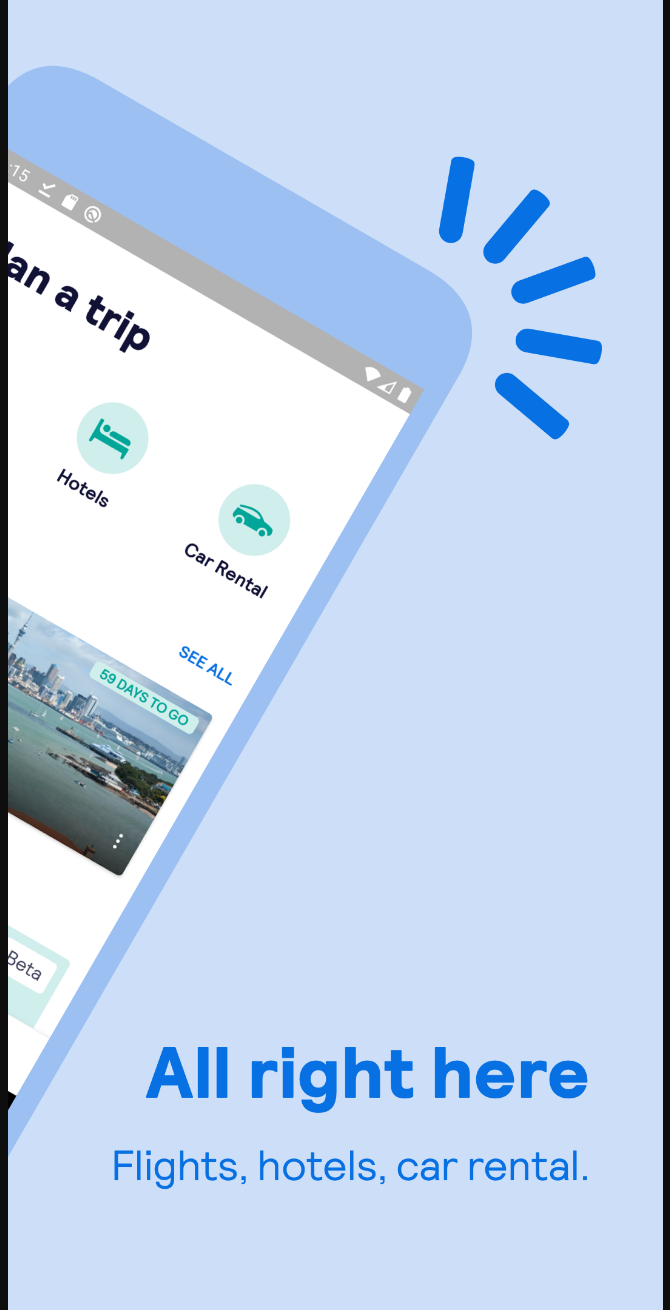 :15
lan a trip
Hotels
Car Rental
SEE ALL
59 DAYS TO GO
Beta
All right here
Flights, hotels, car rental.